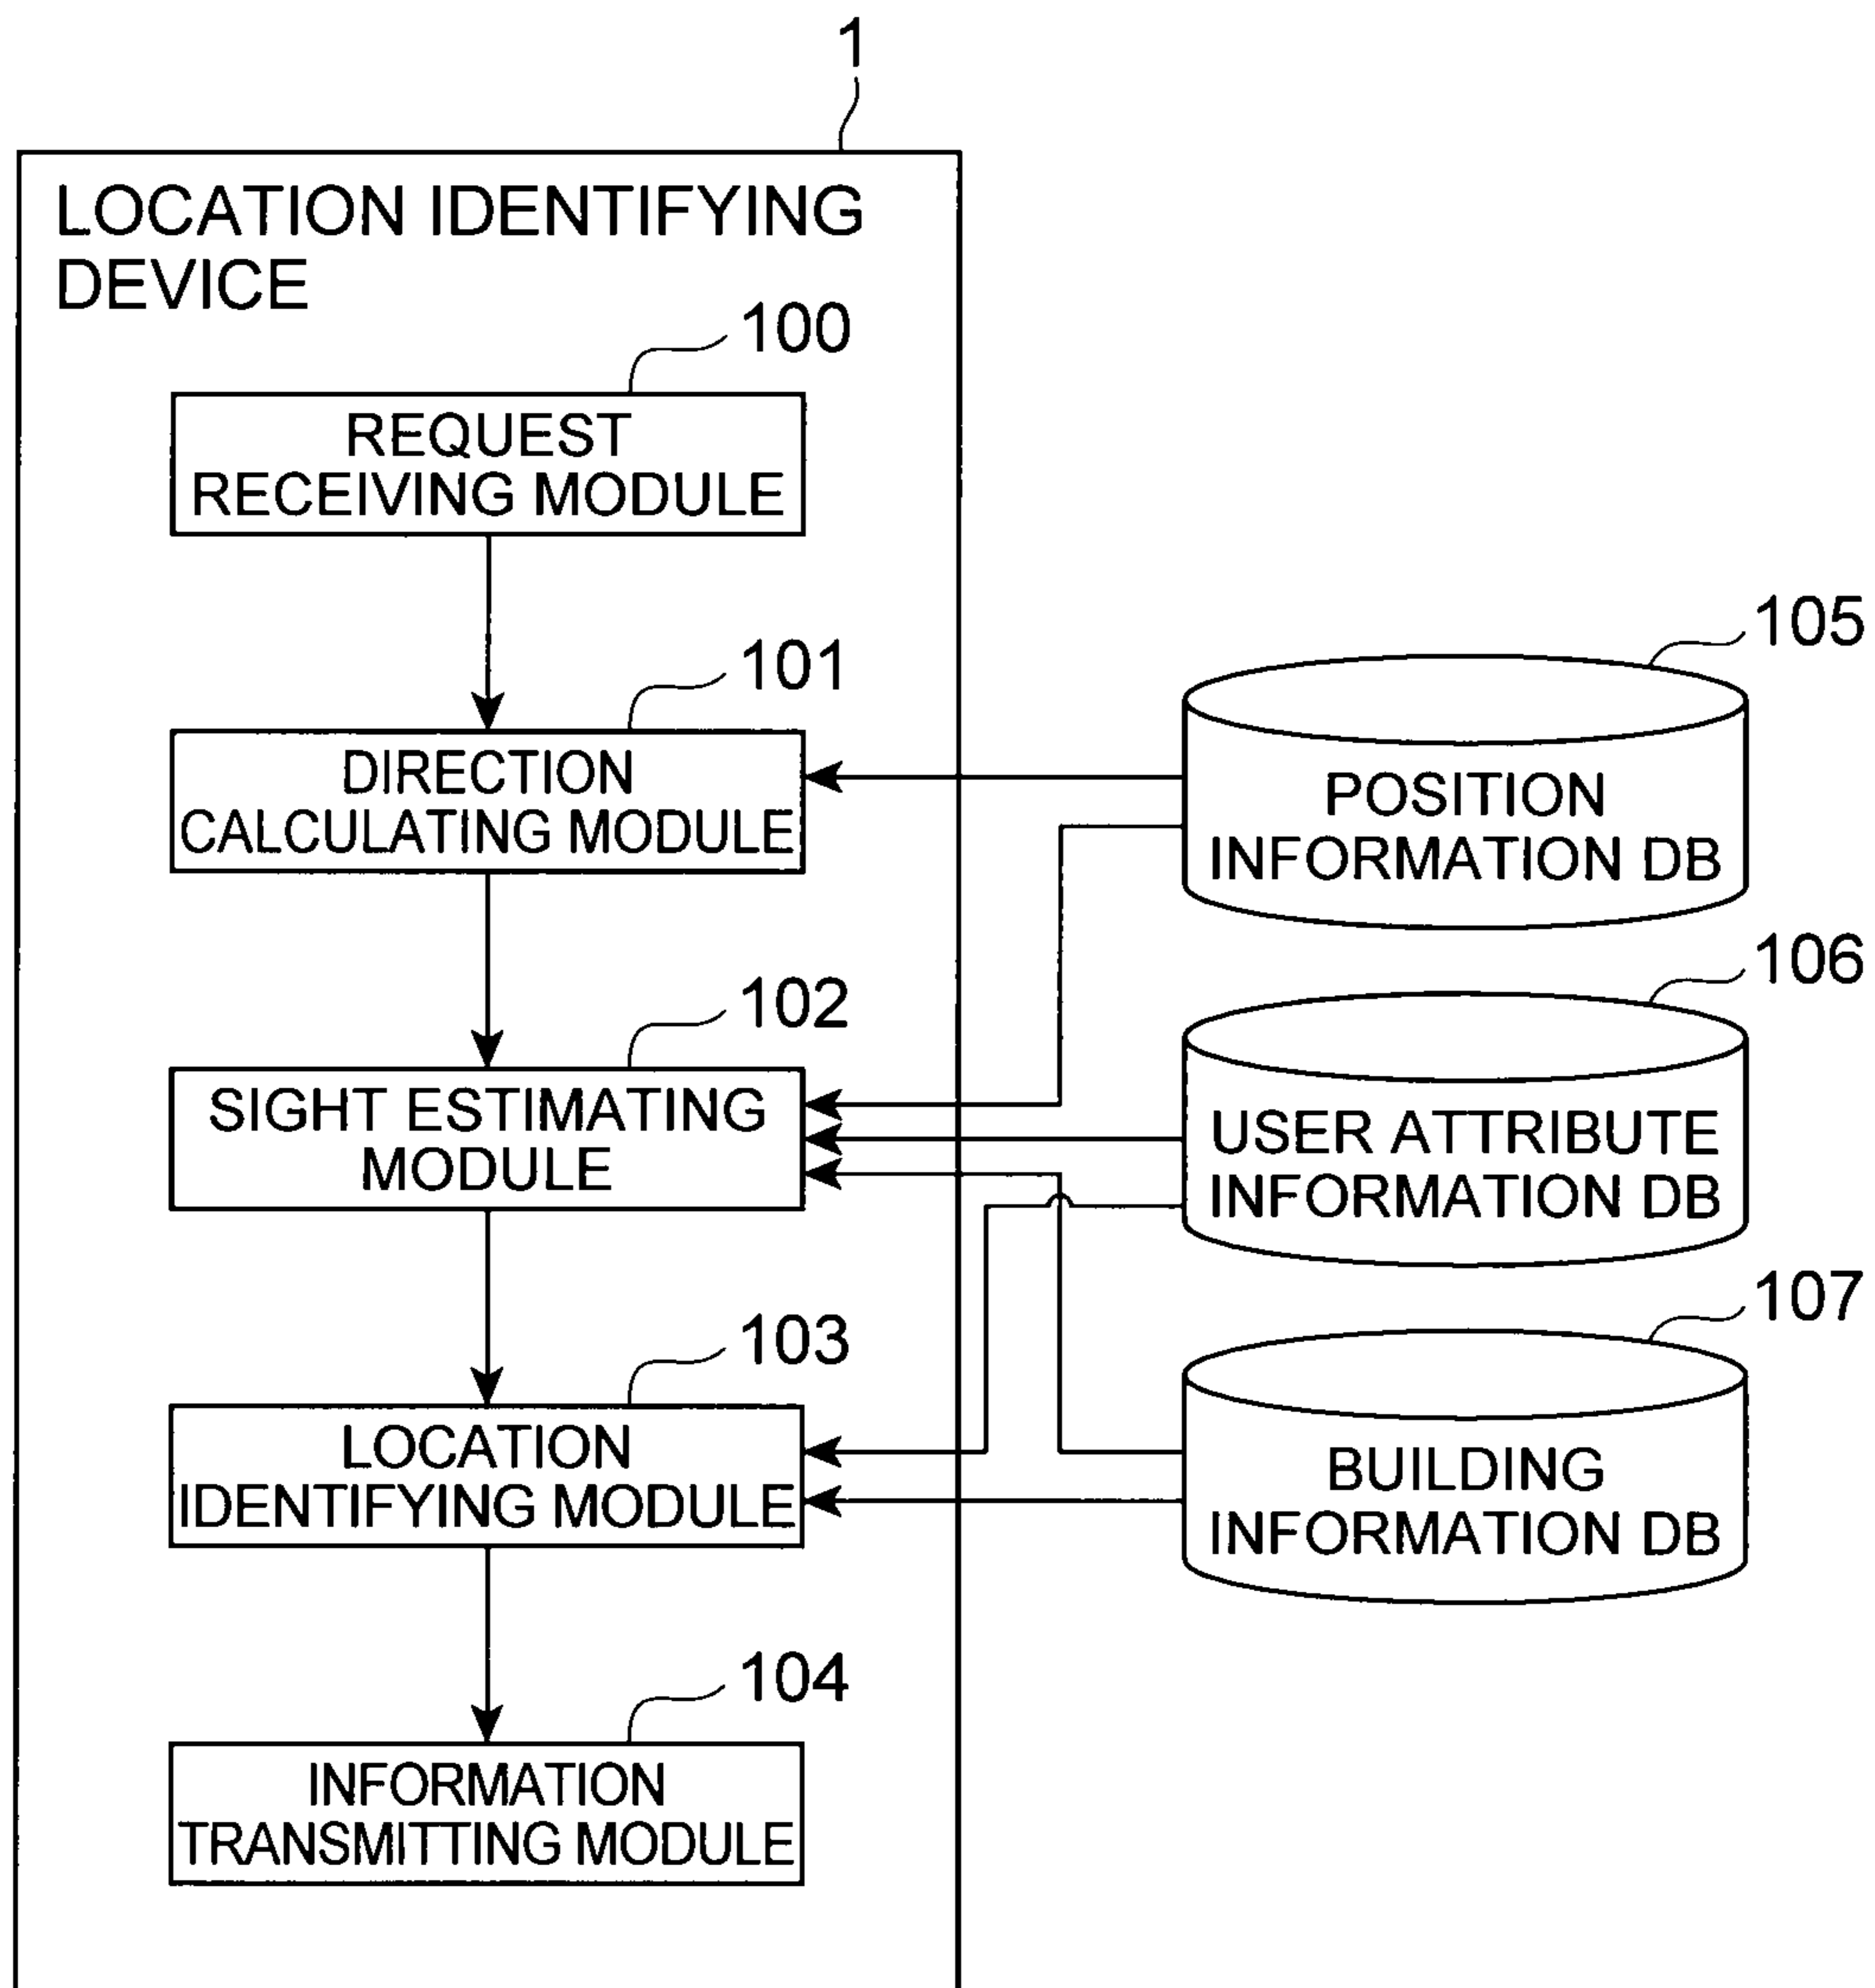 1
LOCATION IDENTIFYING
DEVICE
100
REQUEST
RECEIVING MODULE
101
DIRECTION
CALCULATING MODULE
102
SIGHT ESTIMATING
MODULE
103
LOCATION
IDENTIFYING MODULE
104
INFORMATION
TRANSMITTING MODULE
105
POSITION
INFORMATION DB
106
USER ATTRIBUTE
INFORMATION DB
107
BUILDING
INFORMATION DB